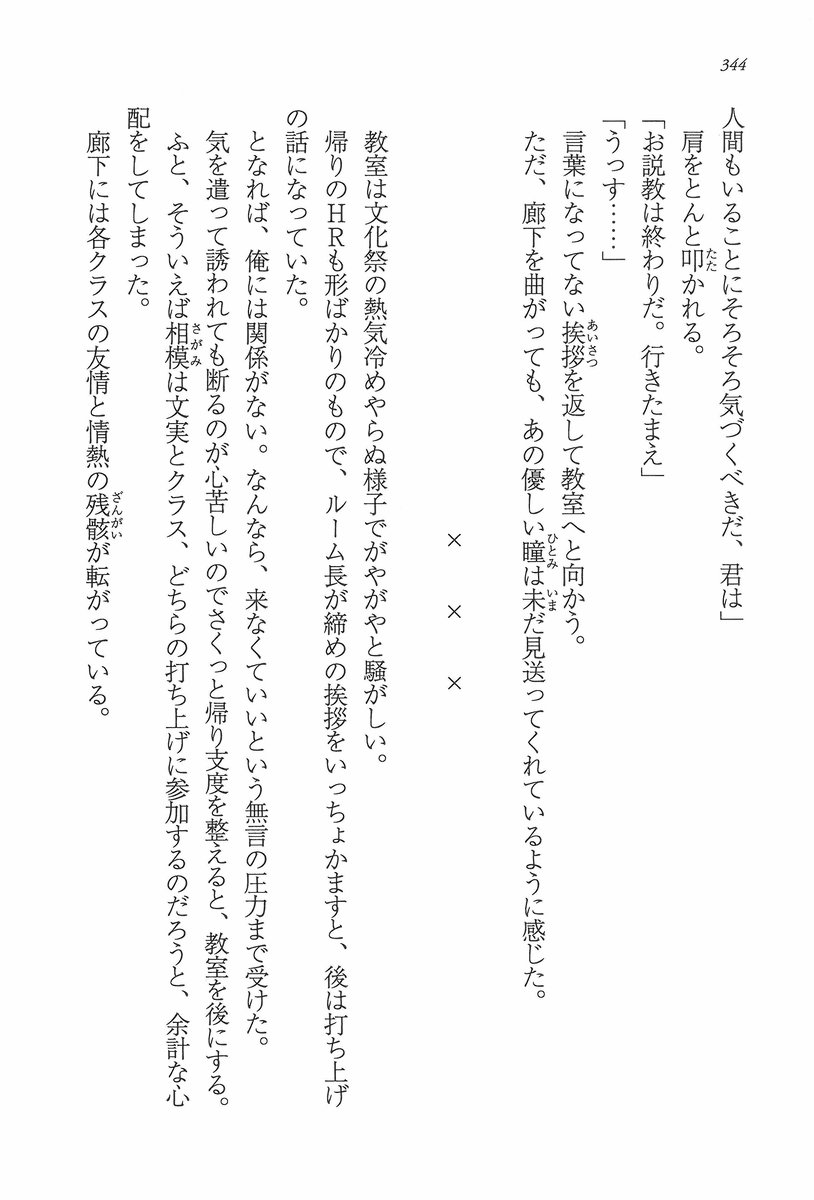 344
人間もいることにそろそろ気づくべきだ、君は」
肩をとんと叩かれる。
「お説教は終わりだ。行きたまえ」
「うっす……」
言葉になってない挨拶を返して教室へと向かう。
ただ、廊下を曲がっても、あの優しい瞳は未だ見送ってくれているように感じた。
× × ×
教室は文化祭の熱気冷めやらぬ様子でがやがやと騒がしい。
帰りのＨＲも形ばかりのもので、ルーム長が締めの挨拶をいっちょかますと、後は打ち上げ
の話になっていた。
となれば、俺には関係がない。なんなら、来なくていいという無言の圧力まで受けた。
気を遣って誘われても断るのが心苦しいのでさくっと帰り支度を整えると、教室を後にする。
ふと、そういえば相模は文実とクラス、どちらの打ち上げに参加するのだろうと、余計な心
配をしてしまった。
廊下には各クラスの友情と情熱の残骸が転がっている。